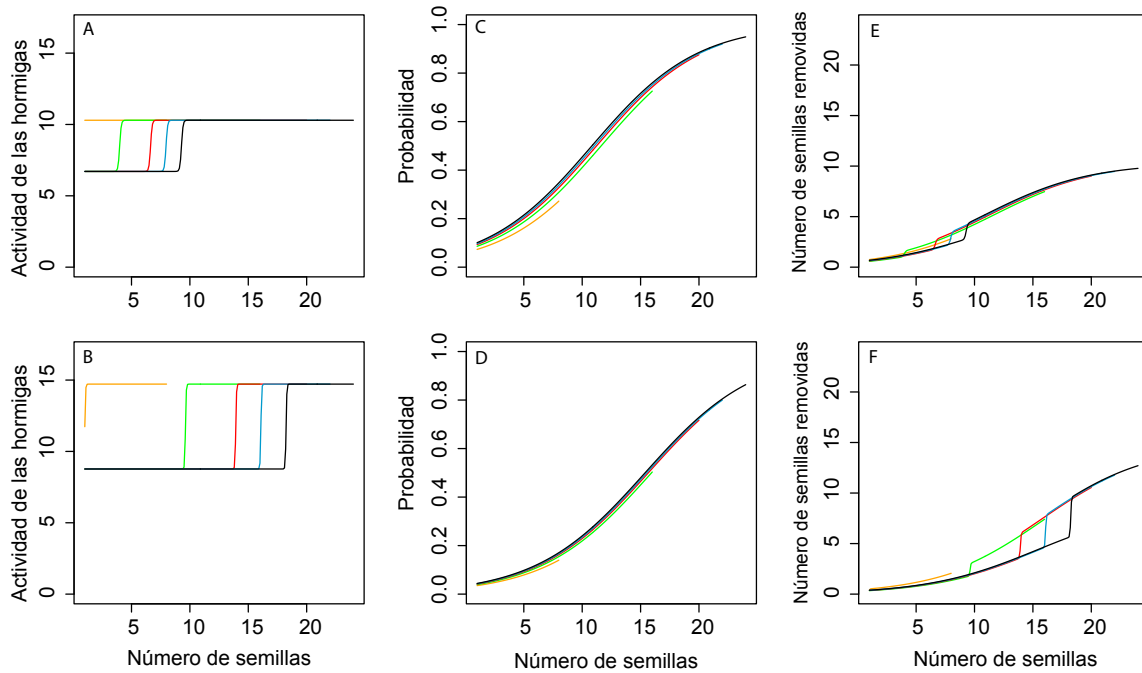 A
Actividad de las hormigas
15
10
5
0
5 10 15 20
C
Probabilidad
1.0
0.8
0.6
0.4
0.2
0.0
5 10 15 20
E
Número de semillas removidas
20
15
10
5
0
5 10 15 20
B
Actividad de las hormigas
15
10
5
0
5 10 15 20
Número de semillas
D
Probabilidad
1.0
0.8
0.6
0.4
0.2
0.0
5 10 15 20
Número de semillas
F
Número de semillas removidas
20
15
10
5
0
5 10 15 20
Número de semillas